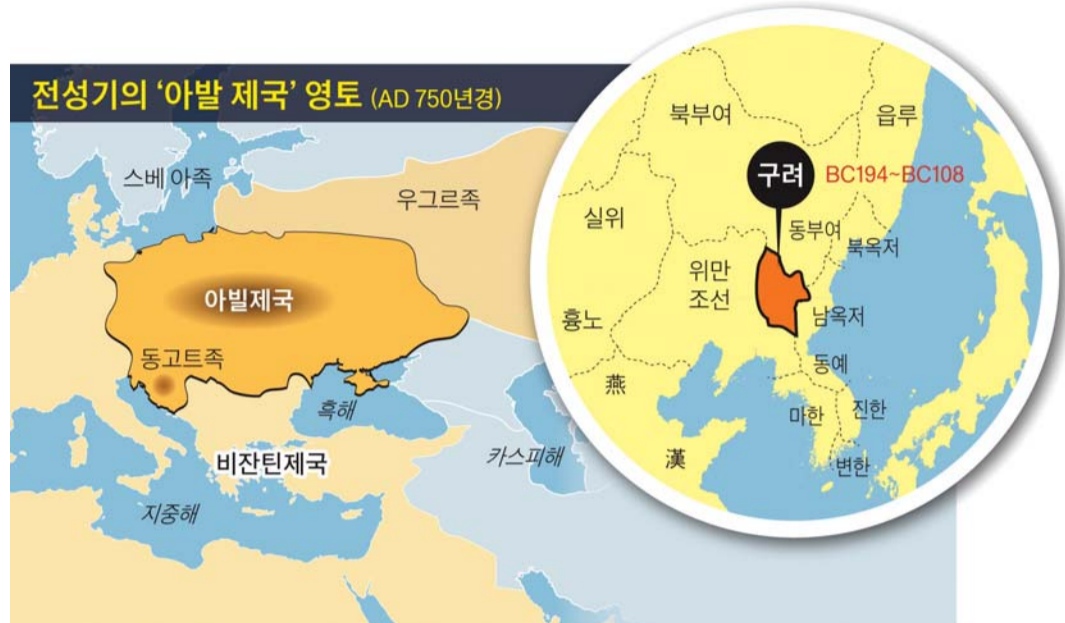 전성기의 ‘아발 제국’ 영토 (AD 750년경)
스베 아족
우그르족
아빌제국
동고트족
흑해
비잔틴제국
카스피해
지중해
북부여
읍루
구려
BC194~BC108
실위
동부여
북옥저
위만
조선
흉노
남옥저
동예
燕
마한
진한
漢
변한